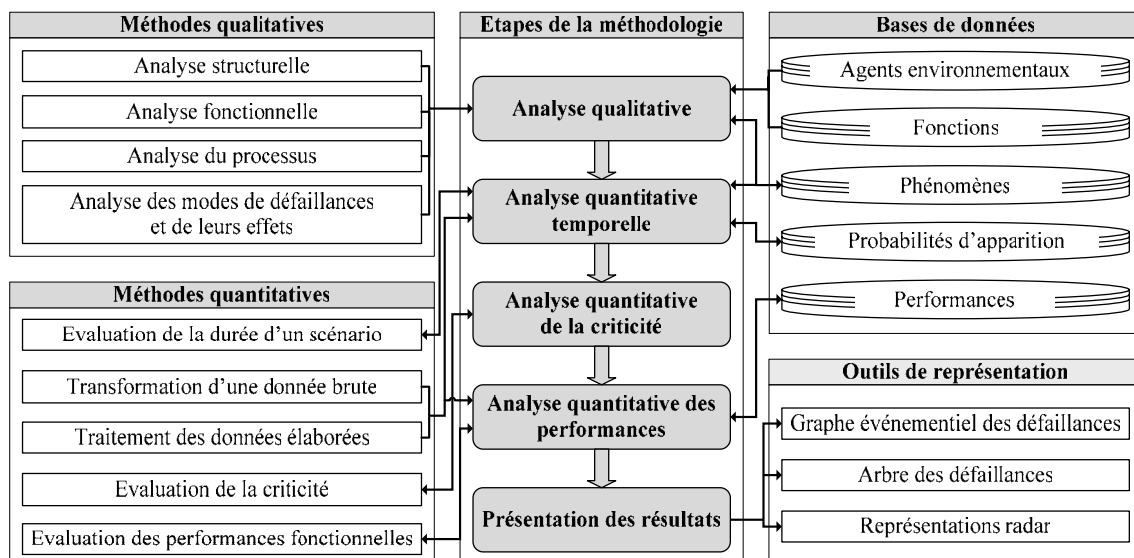 Méthodes qualitatives
Analyse structurelle
Analyse fonctionnelle
Analyse du processus
Analyse des modes de défaillances
et de leurs effets
Méthodes quantitatives
Evaluation de la durée d’un scénario
Transformation d’une donnée brute
Traitement des données élaborées
Evaluation de la criticité
Evaluation des performances fonctionnelles
Etapes de la méthodologie
Analyse qualitative
Analyse quantitative
temporelle
Analyse quantitative
de la criticité
Analyse quantitative des
performances
Présentation des résultats
Bases de données
Agents environnementaux
Fonctions
Phénomènes
Probabilités d’apparition
Performances
Outils de représentation
Graphe événementiel des défaillances
Arbre des défaillances
Représentations radar